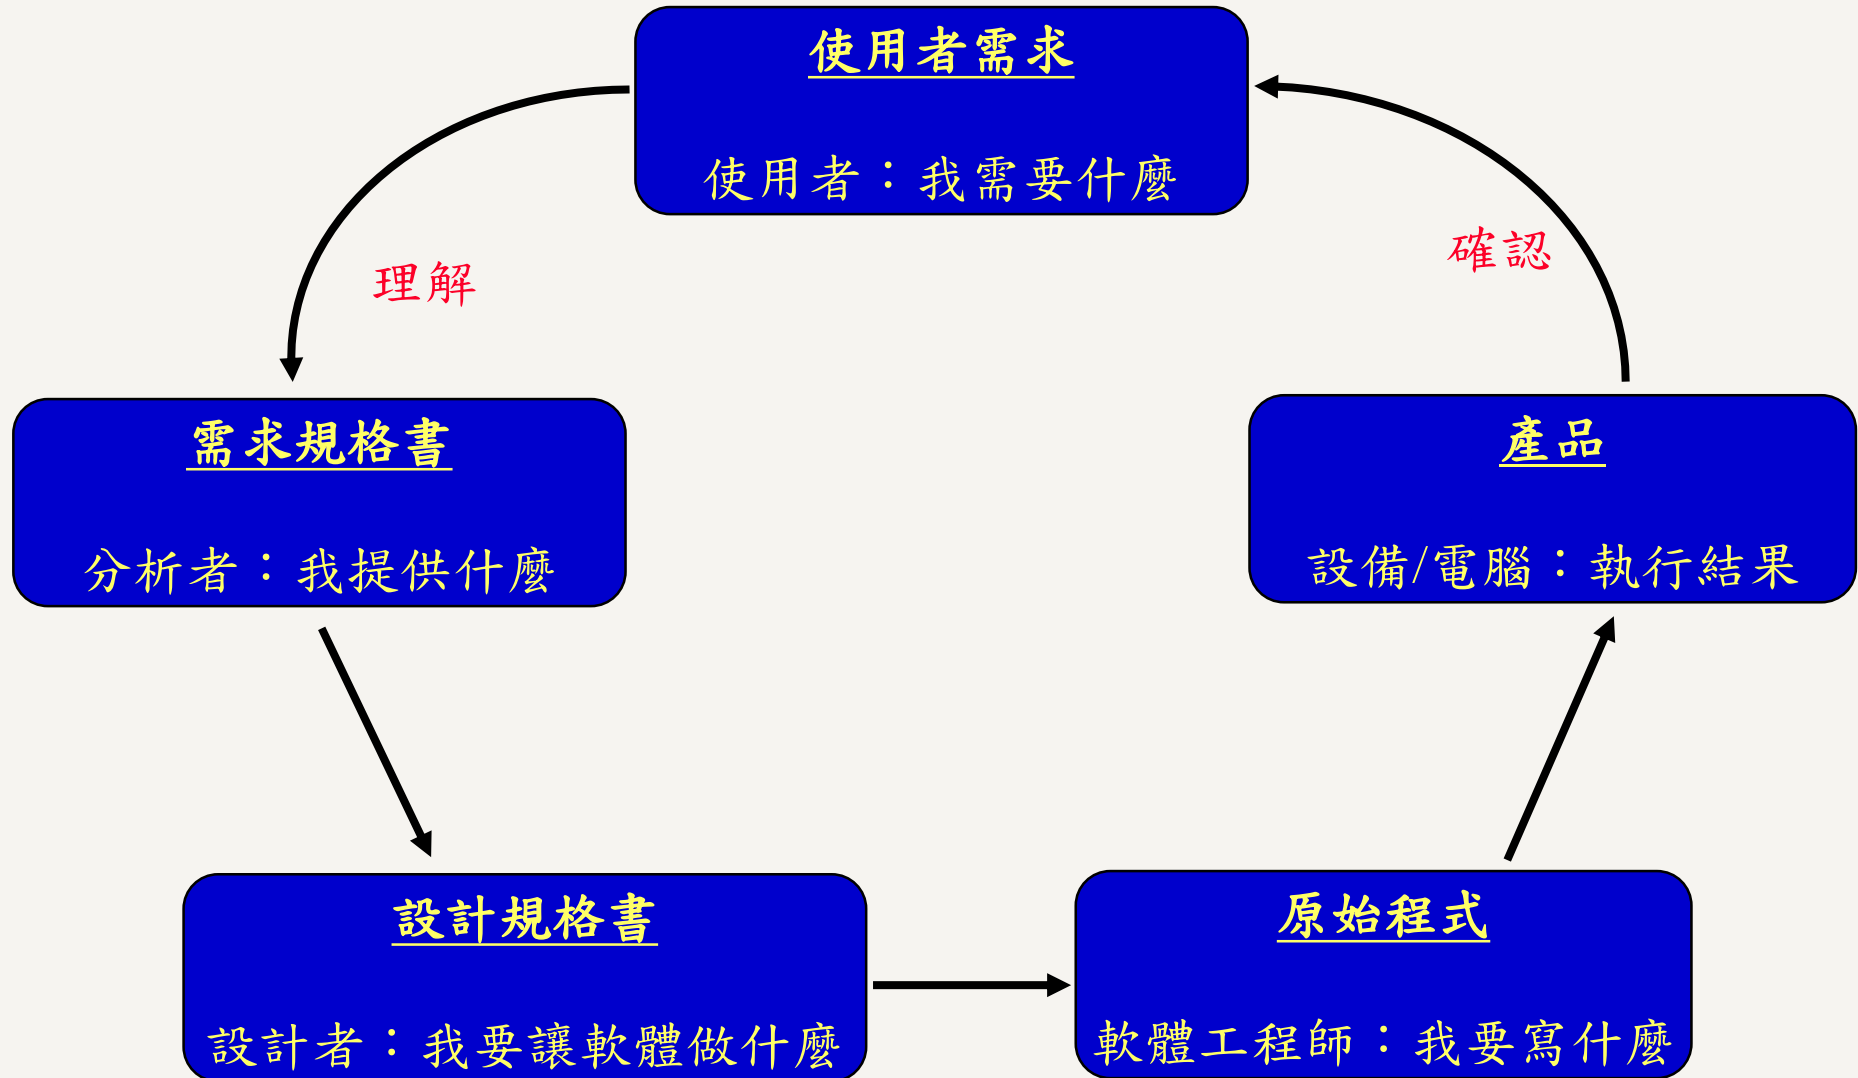 使用者需求
使用者：我需要什麼
理解
確認
需求規格書
分析者：我提供什麼
產品
設備/電腦：執行結果
設計規格書
設計者：我要讓軟體做什麼
原始程式
軟體工程師：我要寫什麼